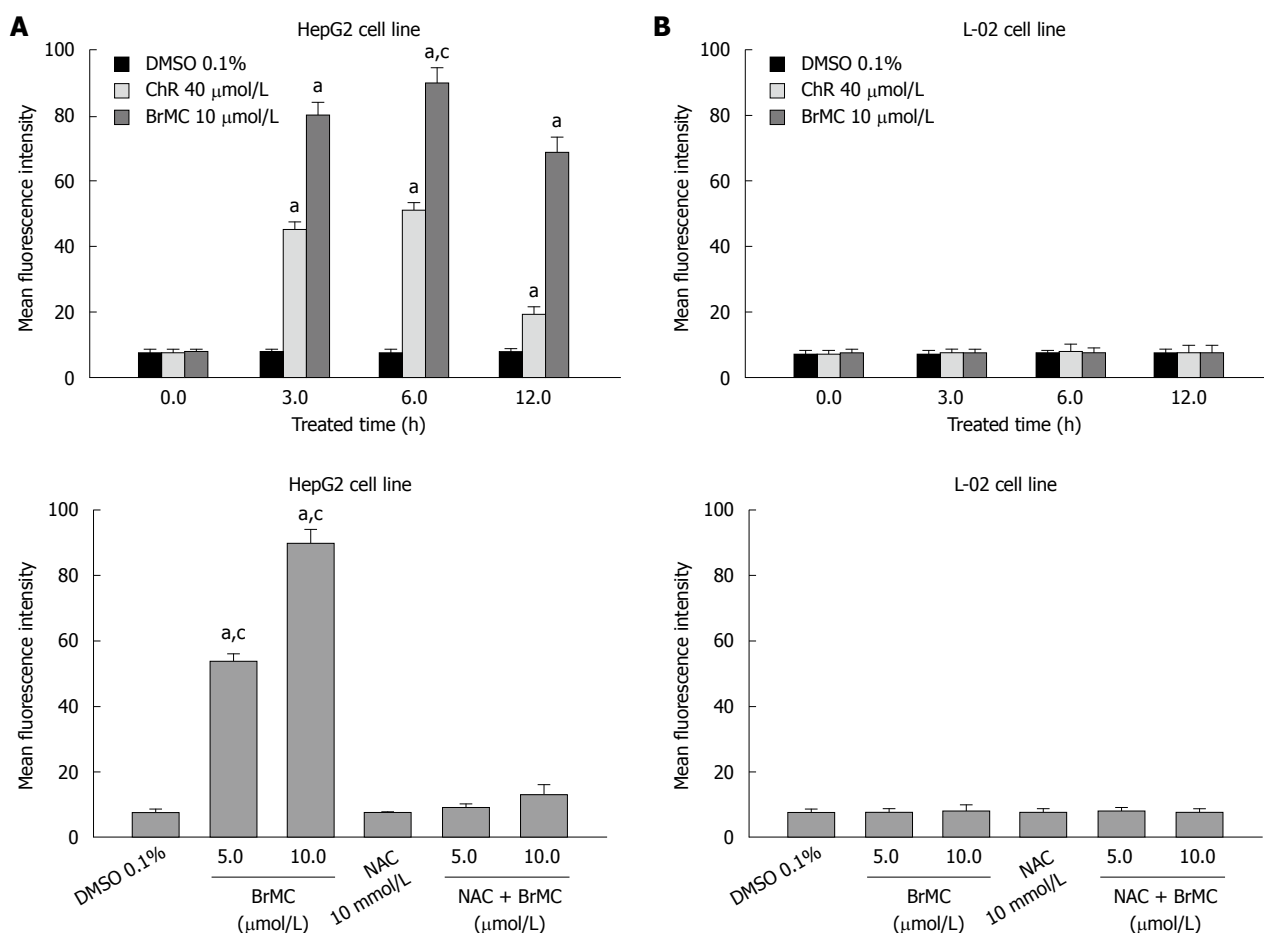 A
HepG2 cell line
100
80
60
40
20
0
Mean fluorescence intensity
DMSO 0.1%
ChR 40 μmol/L
BrMC 10 μmol/L
a
a
a
a,c
a
a
0.0 3.0 6.0 12.0
Treated time (h)
B
L-02 cell line
100
80
60
40
20
0
Mean fluorescence intensity
DMSO 0.1%
ChR 40 μmol/L
BrMC 10 μmol/L
0.0 3.0 6.0 12.0
Treated time (h)
HepG2 cell line
100
80
60
40
20
0
Mean fluorescence intensity
a,c
a,c
DMSO 0.1%
5.0 10.0
BrMC
(μmol/L)
NAC
10 mmol/L
5.0 10.0
NAC + BrMC
(μmol/L)
L-02 cell line
100
80
60
40
20
0
Mean fluorescence intensity
DMSO 0.1%
5.0 10.0
BrMC
(μmol/L)
NAC
10 mmol/L
5.0 10.0
NAC + BrMC
(μmol/L)